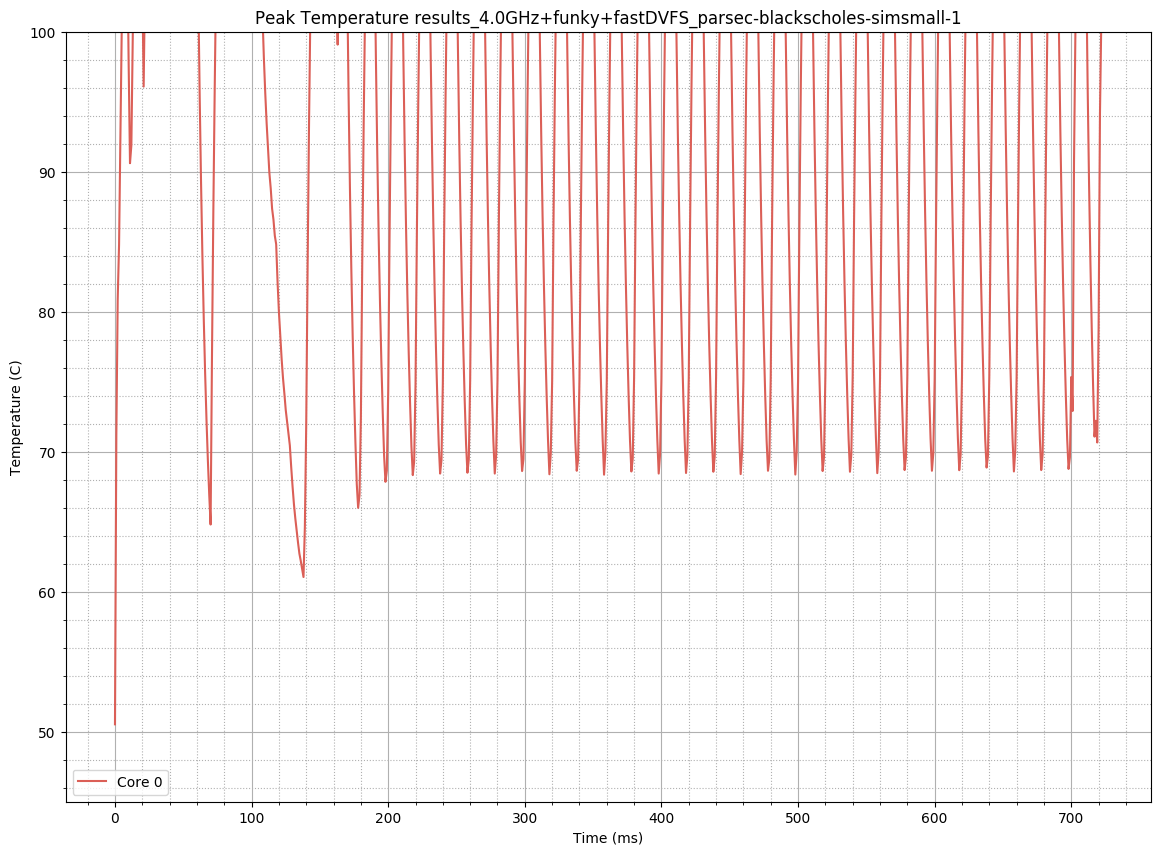 Peak Temperature results_4.0GHz+funky+fastDVFS_parsec-blackscholes-simsmall-1
100
90
80
70
60
50
Temperature (C)
Core 0
0 100 200 300 400 500 600 700
Time (ms)